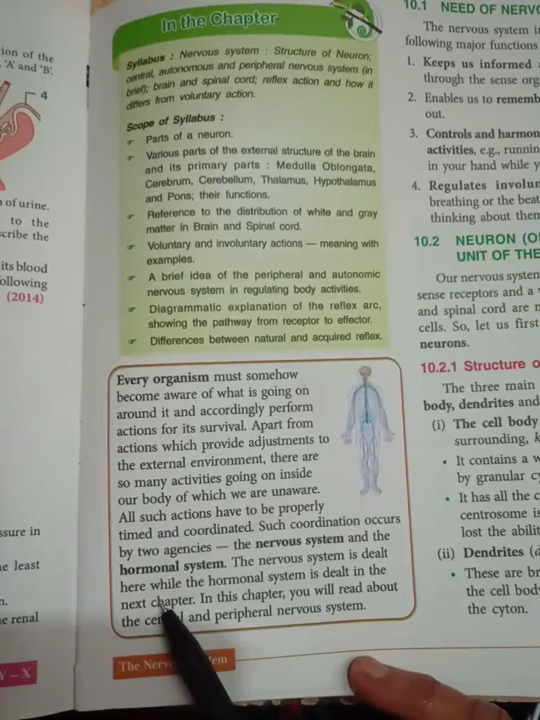 ion of the
'A' and 'B',
4
of urine.
to the
scribe the
its blood
ollowing
(2014)
ssure in
e least
n.
e renal
Y – X
In the Chapter
Syllabus : Nervous system : Structure of Neuron;
central, autonomous and peripheral nervous system (in
brief); brain and spinal cord; reflex action and how it
differs from voluntary action.
Scope of Syllabus :
☞ Parts of a neuron.
☞ Various parts of the external structure of the brain
and its primary parts : Medulla Oblongata,
Cerebrum, Cerebellum, Thalamus, Hypothalamus
and Pons; their functions.
☞ Reference to the distribution of white and gray
matter in Brain and Spinal cord.
☞ Voluntary and involuntary actions — meaning with
examples.
☞ A brief idea of the peripheral and autonomic
nervous system in regulating body activities.
☞ Diagrammatic explanation of the reflex arc,
showing the pathway from receptor to effector.
☞ Differences between natural and acquired reflex.
Every organism must somehow
become aware of what is going on
around it and accordingly perform
actions for its survival. Apart from
actions which provide adjustments to
the external environment, there are
so many activities going on inside
our body of which we are unaware.
All such actions have to be properly
timed and coordinated. Such coordination occurs
by two agencies — the nervous system and the
hormonal system. The nervous system is dealt
here while the hormonal system is dealt in the
next chapter. In this chapter, you will read about
the and peripheral nervous system.
The Nerv em
10.1 NEED OF NERVO
The nervous system i
following major functions
1. Keeps us informed
through the sense org
2. Enables us to rememb
out.
3. Controls and harmon
activities, e.g., runnin
in your hand while y
4. Regulates involun
breathing or the beat
thinking about them
10.2 NEURON (O
UNIT OF THE
Our nervous system
sense receptors and a
and spinal cord are n
cells. So, let us first
neurons.
10.2.1 Structure o
The three main
body, dendrites and
(i) The cell body
surrounding,
• It contains a
by granular cy
• It has all the c
centrosome is
lost the abilit
(ii) Dendrites (d
• These are br
the cell body
the cyton.